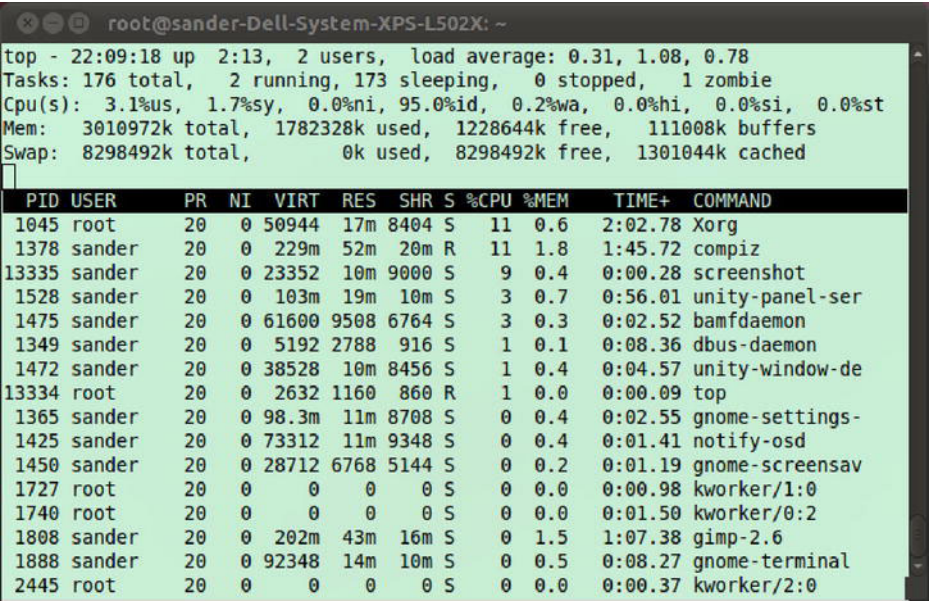 root@sander-Dell-System-XPS-L502X: ~
top - 22:09:18 up  2:13,  2 users,  load average: 0.31, 1.08, 0.78
Tasks: 176 total,   2 running, 173 sleeping,   0 stopped,   1 zombie
Cpu(s):  3.1%us,  1.7%sy,  0.0%ni, 95.0%id,  0.2%wa,  0.0%hi,  0.0%si,  0.0%st
Mem:   3010972k total,  1782328k used,  1228644k free,   111008k buffers
Swap:  8298492k total,        0k used,  8298492k free,  1301044k cached
  PID USER      PR  NI  VIRT  RES  SHR S %CPU %MEM    TIME+  COMMAND
 1045 root      20   0 50944  17m 8404 S   11  0.6   2:02.78 Xorg
 1378 sander    20   0  229m  52m  20m R   11  1.8   1:45.72 compiz
13335 sander    20   0 23352  10m 9000 S    9  0.4   0:00.28 screenshot
 1528 sander    20   0  103m  19m  10m S    3  0.7   0:56.01 unity-panel-ser
 1475 sander    20   0 61600 9508 6764 S    3  0.3   0:02.52 bamfdaemon
 1349 sander    20   0  5192 2788  916 S    1  0.1   0:08.36 dbus-daemon
 1472 sander    20   0 38528  10m 8456 S    1  0.4   0:04.57 unity-window-de
13334 root      20   0  2632 1160  860 R    1  0.0   0:00.09 top
 1365 sander    20   0 98.3m  11m 8708 S    0  0.4   0:02.55 gnome-settings-
 1425 sander    20   0 73312  11m 9348 S    0  0.4   0:01.41 notify-osd
 1450 sander    20   0 28712 6768 5144 S    0  0.2   0:01.19 gnome-screensav
 1727 root      20   0     0    0    0 S    0  0.0   0:00.98 kworker/1:0
 1740 root      20   0     0    0    0 S    0  0.0   0:01.50 kworker/0:2
 1808 sander    20   0  202m  43m  16m S    0  1.5   1:07.38 gimp-2.6
 1888 sander    20   0 92348  14m  10m S    0  0.5   0:08.27 gnome-terminal
 2445 root      20   0     0    0    0 S    0  0.0   0:00.37 kworker/2:0